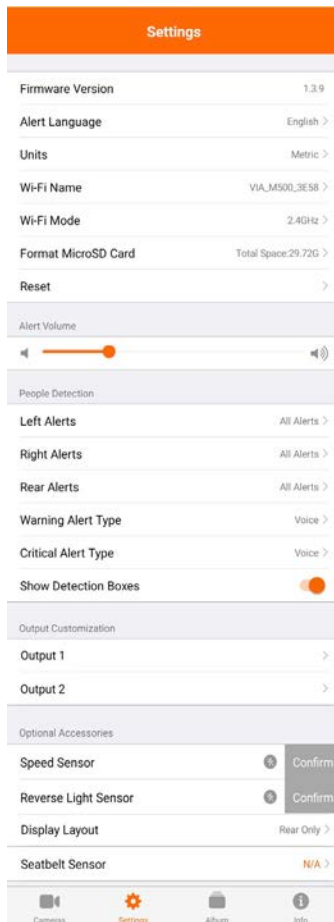 Settings
Firmware Version 1.3.9
Alert Language English >
Units Metric >
Wi-Fi Name VIA_M500_3E58 >
Wi-Fi Mode 2.4GHz >
Format MicroSD Card Total Space:29.72G >
Reset >
Alert Volume
People Detection
Left Alerts All Alerts >
Right Alerts All Alerts >
Rear Alerts All Alerts >
Warning Alert Type Voice >
Critical Alert Type Voice >
Show Detection Boxes
Output Customization
Output 1 >
Output 2 >
Optional Accessories
Speed Sensor Confirm
Reverse Light Sensor Confirm
Display Layout Rear Only >
Seatbelt Sensor N/A >
Cameras Settings Album Info